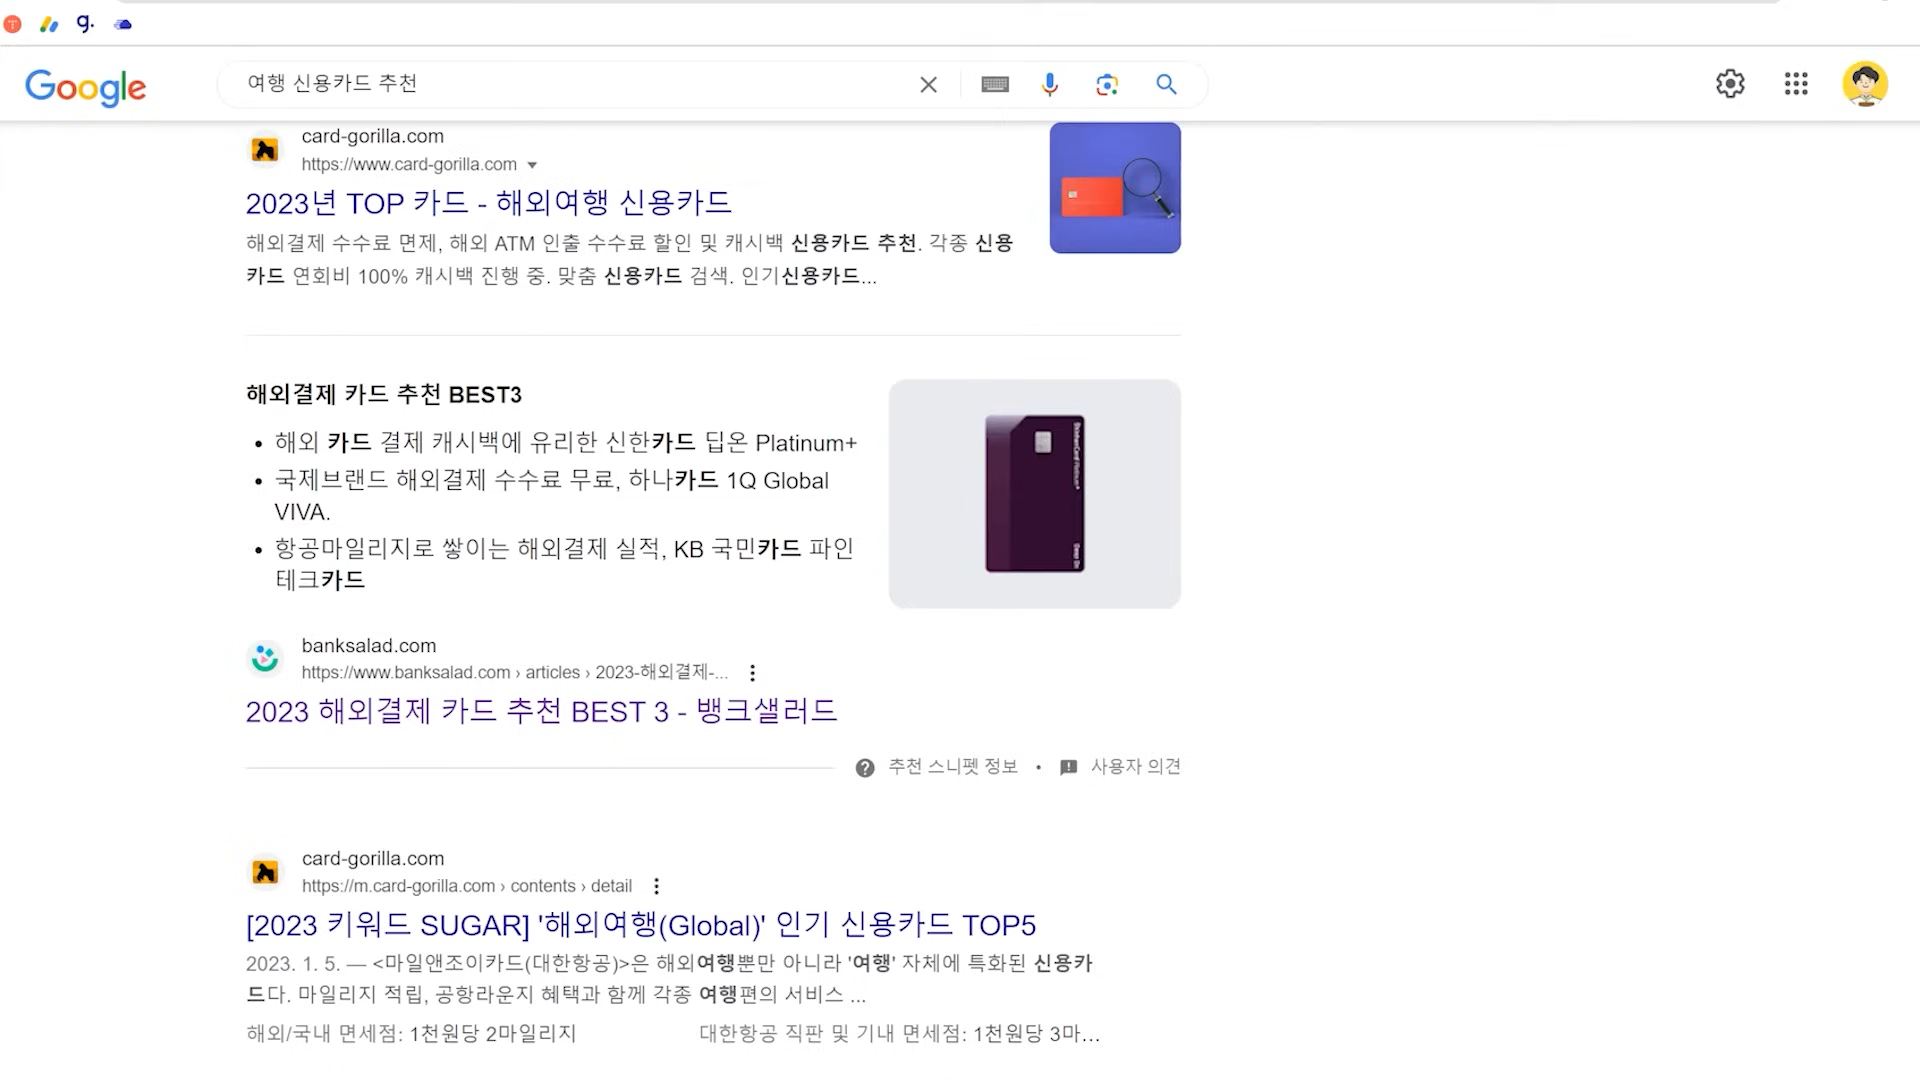 g.
Google
여행 신용카드 추천
card-gorilla.com
https://www.card-gorilla.com
2023년 TOP 카드 - 해외여행 신용카드
해외결제 수수료 면제, 해외 ATM 인출 수수료 할인 및 캐시백 신용카드 추천. 각종 신용
카드 연회비 100% 캐시백 진행 중. 맞춤 신용카드 검색. 인기신용카드...
해외결제 카드 추천 BEST3
• 해외 카드 결제 캐시백에 유리한 신한카드 딥온 Platinum+
• 국제브랜드 해외결제 수수료 무료, 하나카드 1Q Global
VIVA.
• 항공마일리지로 쌓이는 해외결제 실적, KB 국민카드 파인
테크카드
banksalad.com
https://www.banksalad.com › articles › 2023-해외결제-...
2023 해외결제 카드 추천 BEST 3 - 뱅크샐러드
추천 스니펫 정보 • 사용자 의견
card-gorilla.com
https://m.card-gorilla.com › contents › detail
[2023 키워드 SUGAR] '해외여행(Global)' 인기 신용카드 TOP5
2023. 1. 5. — <마일앤조이카드(대한항공)>은 해외여행뿐만 아니라 '여행' 자체에 특화된 신용카
드다. 마일리지 적립, 공항라운지 혜택과 함께 각종 여행편의 서비스 ...
해외/국내 면세점: 1천원당 2마일리지 대한항공 직판 및 기내 면세점: 1천원당 3마...